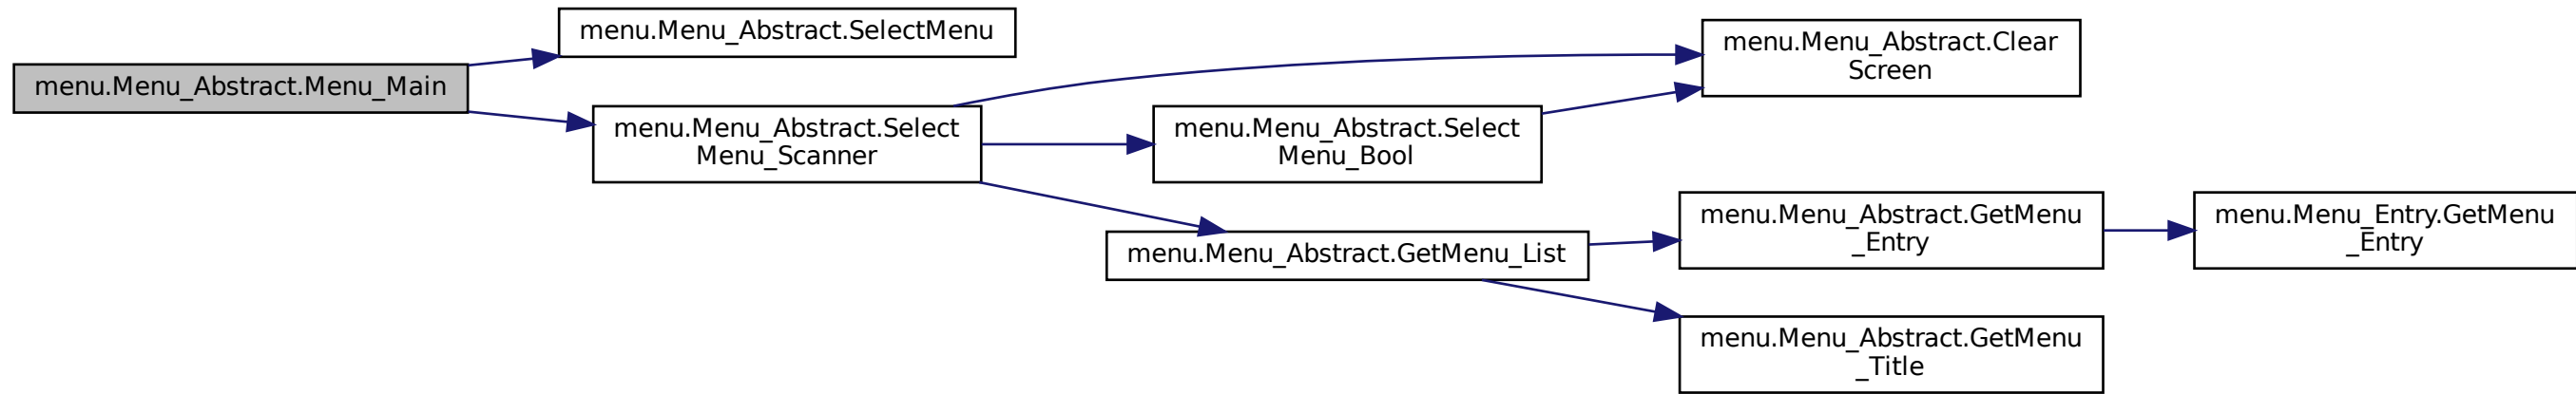 menu.Menu_Abstract.Menu_Main
menu.Menu_Abstract.SelectMenu
menu.Menu_Abstract.Select
Menu_Scanner
menu.Menu_Abstract.Clear
Screen
menu.Menu_Abstract.Select
Menu_Bool
menu.Menu_Abstract.GetMenu_List
menu.Menu_Abstract.GetMenu
_Entry
menu.Menu_Entry.GetMenu
_Entry
menu.Menu_Abstract.GetMenu
_Title